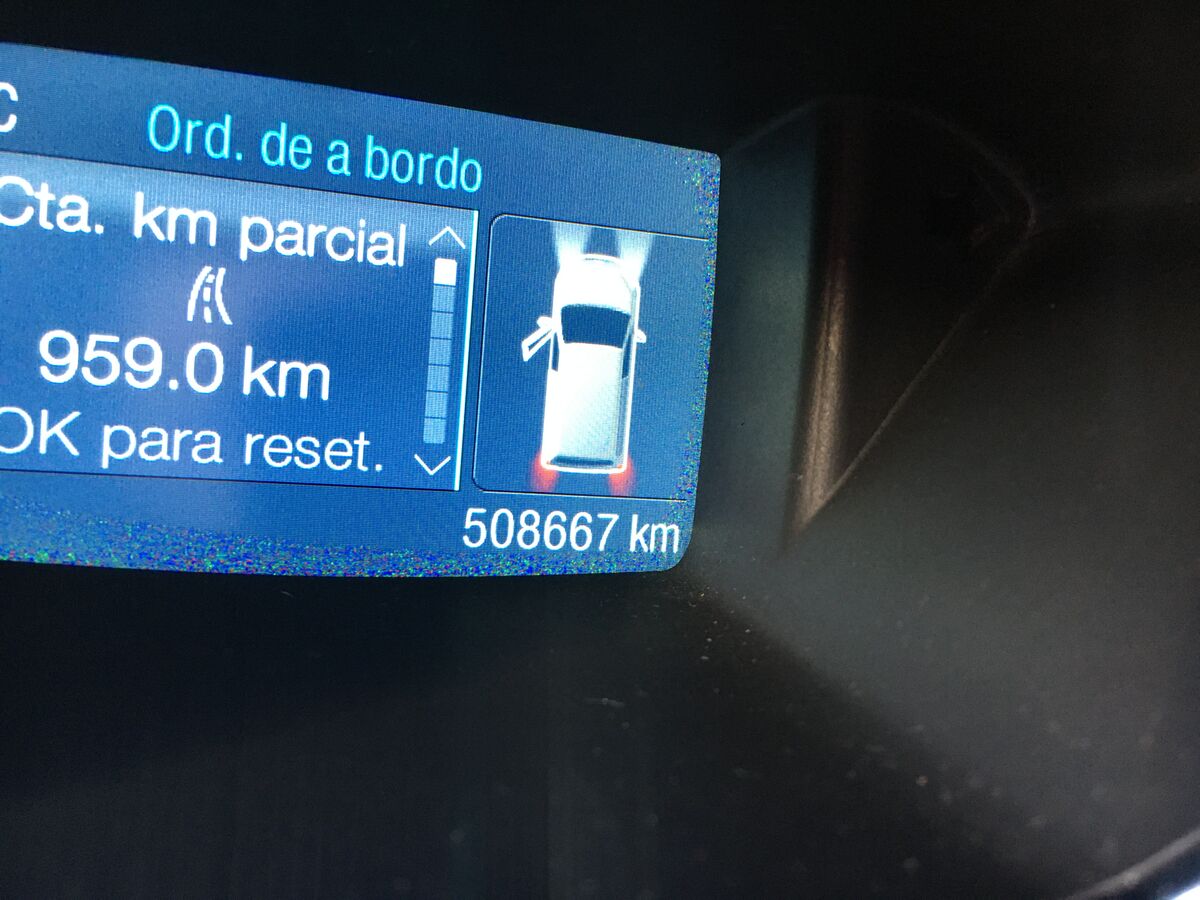 C
Ord. de a bordo
Cta. km parcial
959.0 km
OK para reset.
508667 km